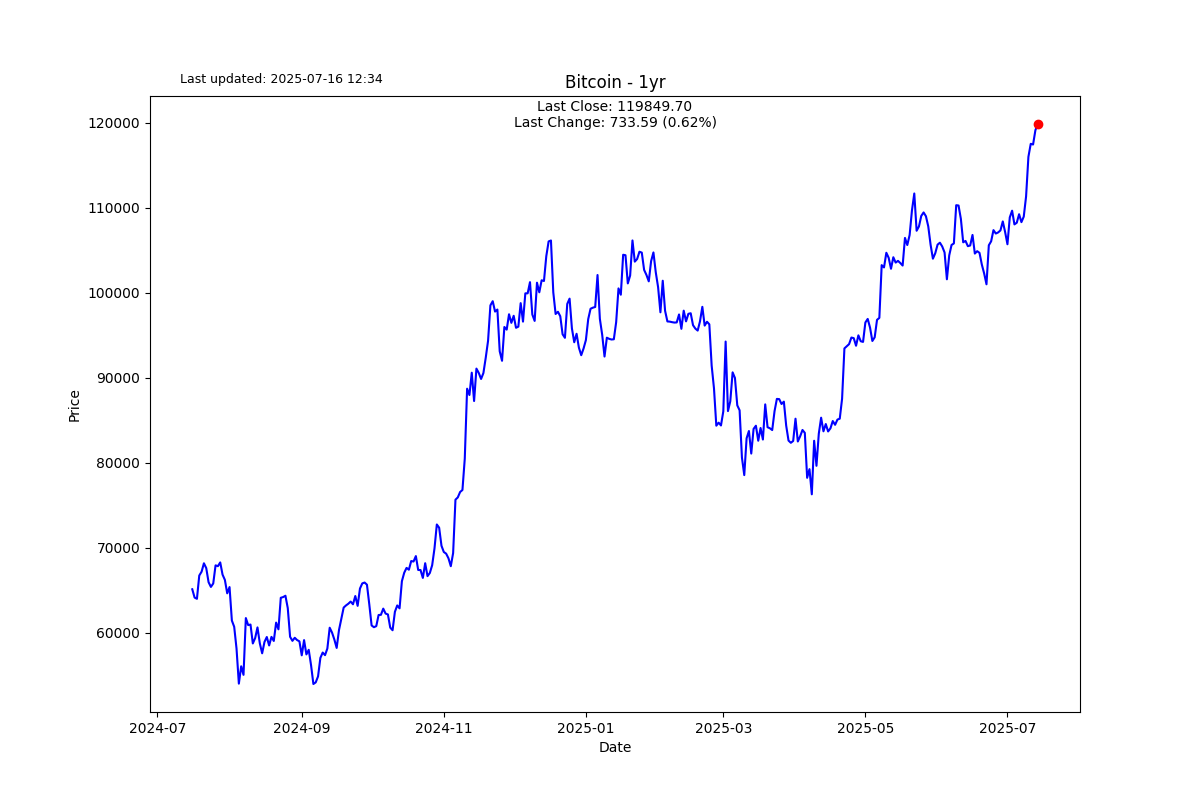 Last updated: 2025-07-16 12:34
Bitcoin - 1yr
Last Close: 119849.70
Last Change: 733.59 (0.62%)
120000
110000
100000
90000
80000
70000
60000
Price
2024-07
2024-09
2024-11
2025-01
2025-03
2025-05
2025-07
Date